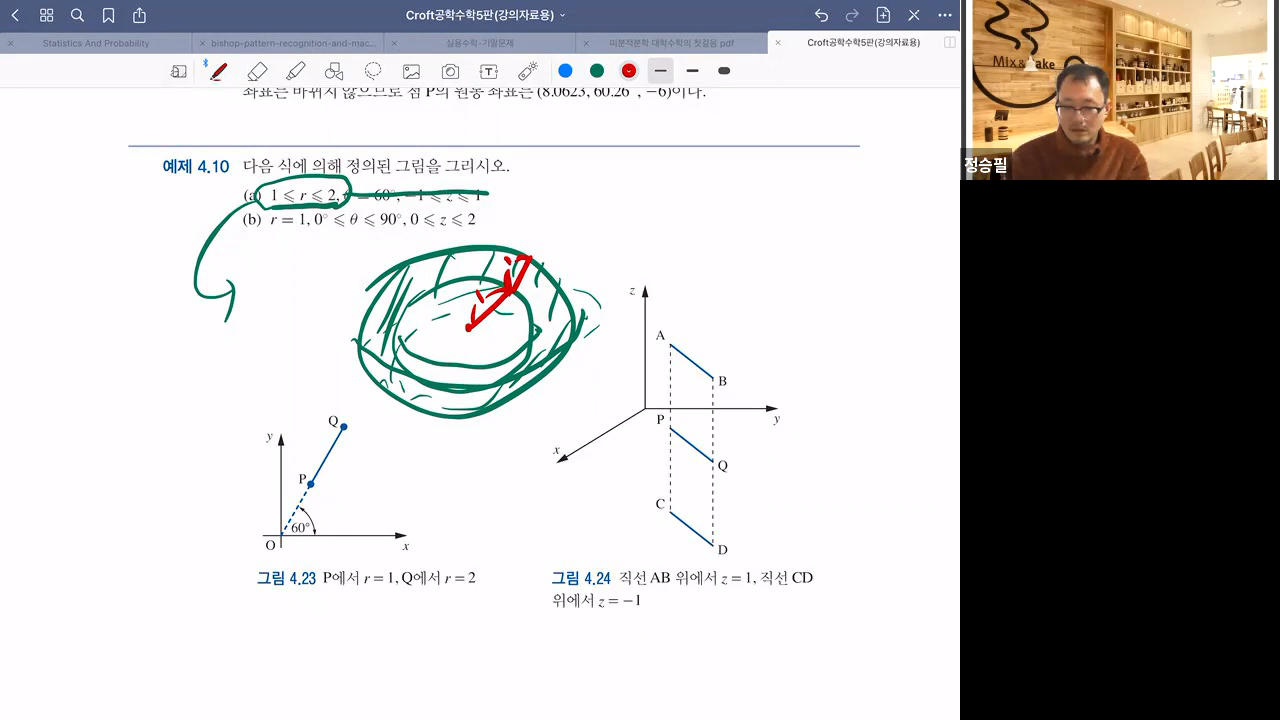 Croft공학수학5판(강의자료용)
Statistics And Probability
bishop-pattern-recognition-and-mac...
실용수학-기말문제
미분적분학 대학수학의 첫걸음 pdf
Croft공학수학5판(강의자료용)
좌표는 바뀌지 않으므로 점 P의 원통 좌표는 (8.0623, 60.26°, −6)이다.
예제 4.10 다음 식에 의해 정의된 그림을 그리시오.
(a) 1 ⩽ r ⩽ 2, θ = 60°, −1 ⩽ z ⩽ 1
(b) r = 1, 0° ⩽ θ ⩽ 90°, 0 ⩽ z ⩽ 2
Q
y
P
60°
O
x
그림 4.23 P에서 r = 1, Q에서 r = 2
z
A
B
P
y
x
Q
C
D
그림 4.24 직선 AB 위에서 z = 1, 직선 CD
위에서 z = −1
Mix&
ake
정승필